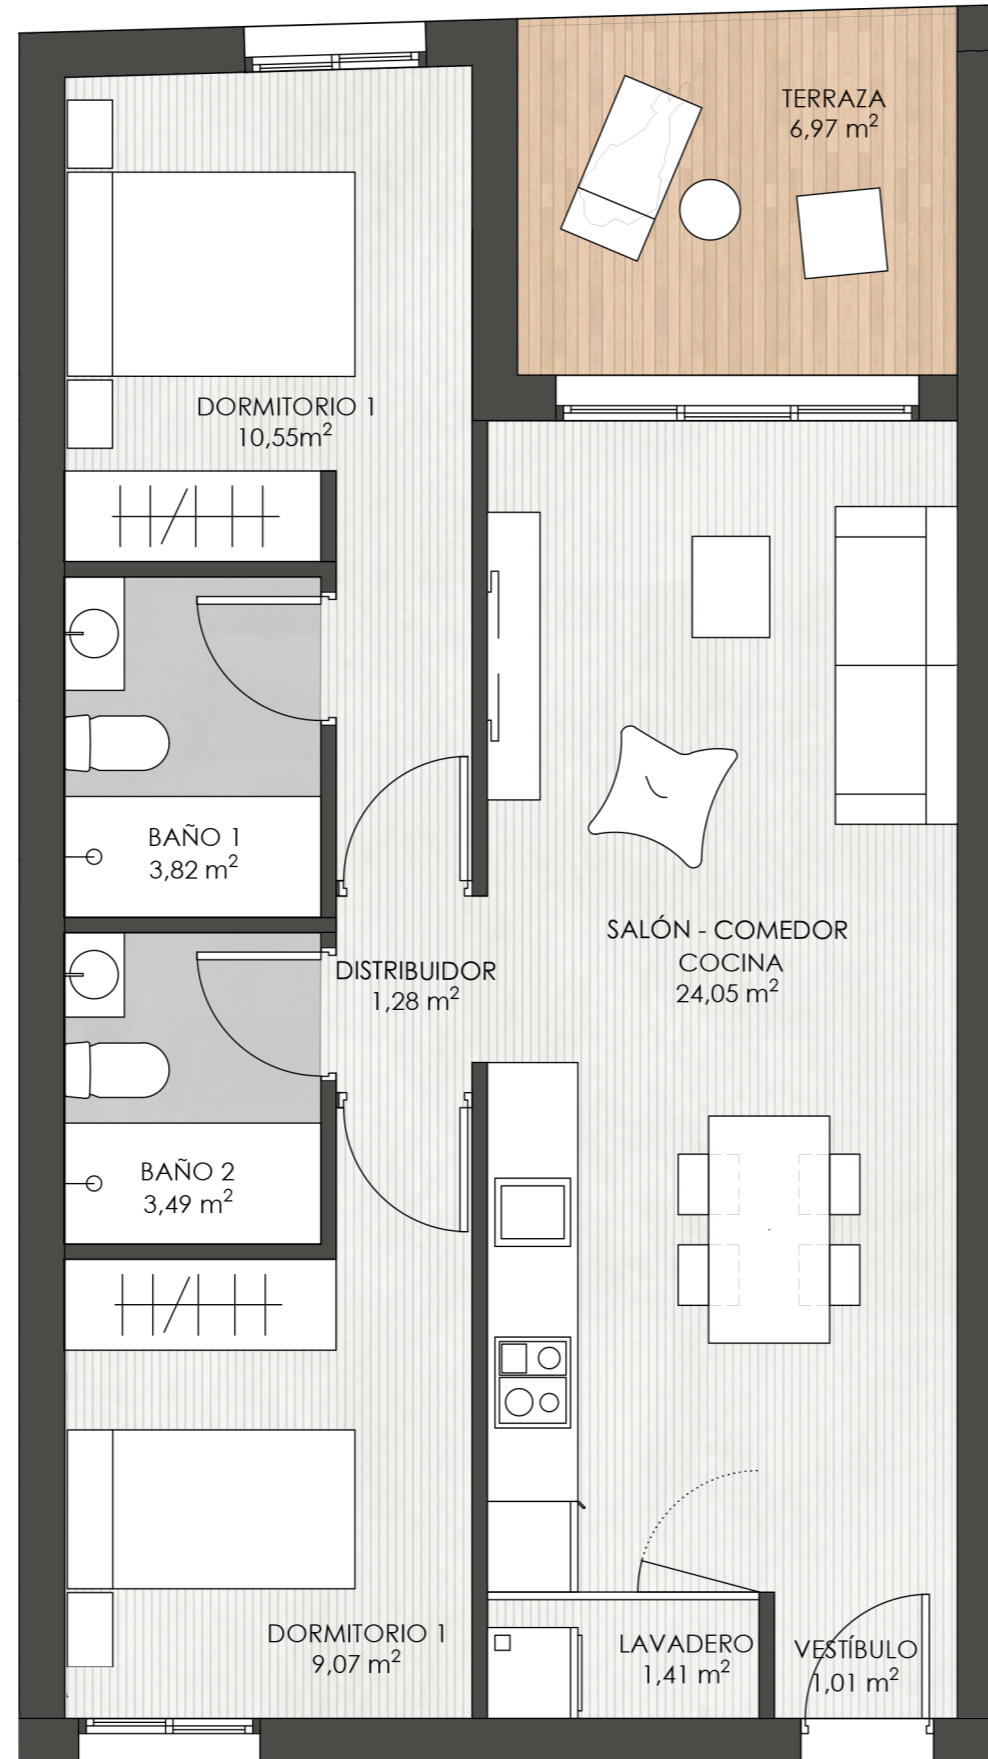 TERRAZA
6,97 m²
DORMITORIO 1
10,55m²
BAÑO 1
3,82 m²
SALÓN - COMEDOR
COCINA
24,05 m²
DISTRIBUIDOR
1,28 m²
BAÑO 2
3,49 m²
DORMITORIO 1
9,07 m²
LAVADERO
1,41 m²
VESTÍBULO
1,01 m²